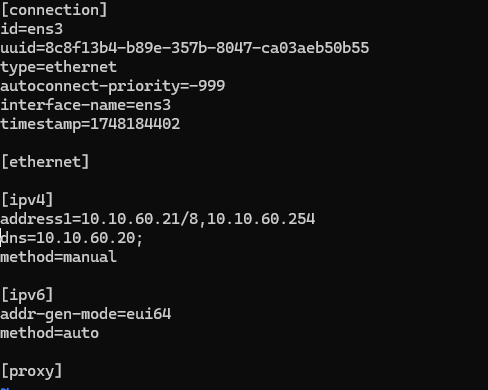 [connection]
id=ens3
uuid=8c8f13b4-b89e-357b-8047-ca03aeb50b55
type=ethernet
autoconnect-priority=-999
interface-name=ens3
timestamp=1748184402
[ethernet]
[ipv4]
address1=10.10.60.21/8,10.10.60.254
dns=10.10.60.20;
method=manual
[ipv6]
addr-gen-mode=eui64
method=auto
[proxy]
~